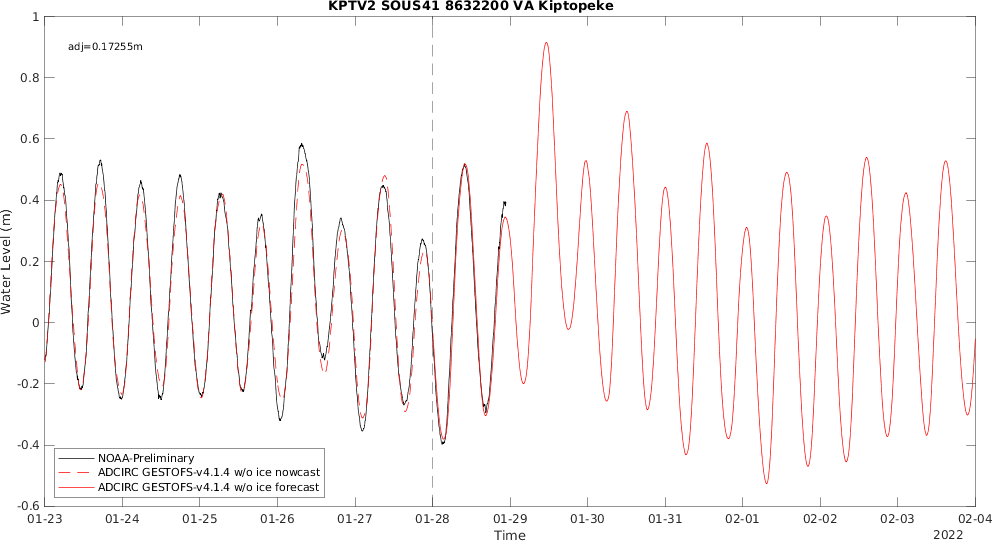 KPTV2 SOUS41 8632200 VA Kiptopeke
adj=0.17255m
Water Level (m)
1
0.8
0.6
0.4
0.2
0
-0.2
-0.4
-0.6
NOAA-Preliminary
ADCIRC GESTOFS-v4.1.4 w/o ice nowcast
ADCIRC GESTOFS-v4.1.4 w/o ice forecast
01-23 01-24 01-25 01-26 01-27 01-28 01-29 01-30 01-31 02-01 02-02 02-03 02-04
Time
2022